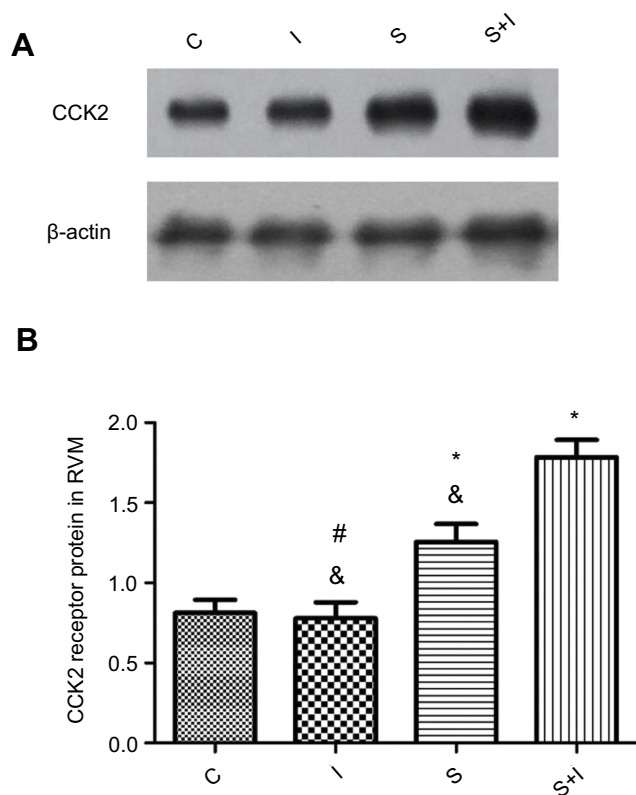 A
C I S S+I
CCK2
β-actin
B
CCK2 receptor protein in RVM
2.0
1.5
1.0
0.5
0.0
#
&
*
&
*
C I S S+I